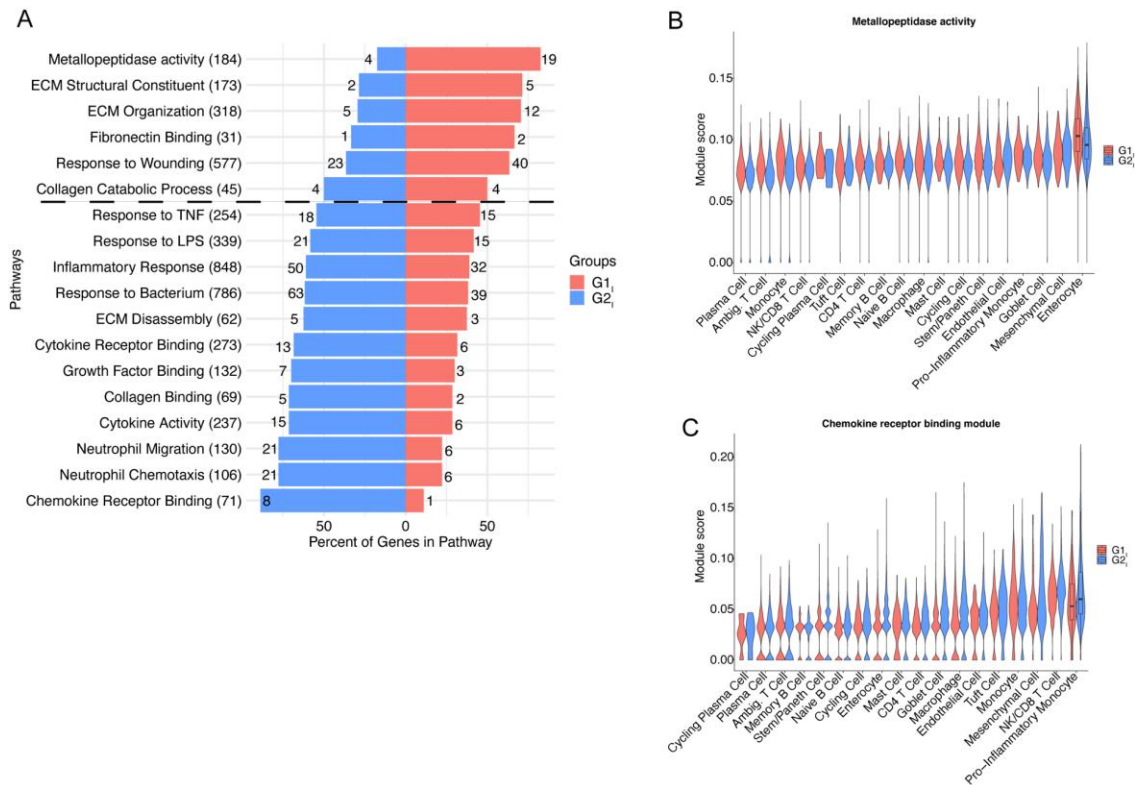 A
Pathways
Metallopeptidase activity (184) 4 19
ECM Structural Constituent (173) 2 5
ECM Organization (318) 5 12
Fibronectin Binding (31) 1 2
Response to Wounding (577) 23 40
Collagen Catabolic Process (45) 4 4
Response to TNF (254) 18 15
Response to LPS (339) 21 15
Inflammatory Response (848) 50 32
Response to Bacterium (786) 63 39
ECM Disassembly (62) 5 3
Cytokine Receptor Binding (273) 13 6
Growth Factor Binding (132) 7 3
Collagen Binding (69) 5 2
Cytokine Activity (237) 15 6
Neutrophil Migration (130) 21 6
Neutrophil Chemotaxis (106) 21 6
Chemokine Receptor Binding (71) 8 1
50 0 50
Percent of Genes in Pathway
Groups
G1I
G2I
B
Metallopeptidase activity
Module score
0.15
0.10
0.05
0.00
Plasma Cell
Ambig. T Cell
Monocyte
NK/CD8 T Cell
Cycling Plasma Cell
Tuft Cell
CD4 T Cell
Memory B Cell
Naive B Cell
Macrophage
Mast Cell
Cycling Cell
Stem/Paneth Cell
Endothelial Cell
Pro-Inflammatory Monocyte
Goblet Cell
Mesenchymal Cell
Enterocyte
G1I
G2I
C
Chemokine receptor binding module
Module score
0.20
0.15
0.10
0.05
0.00
Cycling Plasma Cell
Plasma Cell
Ambig. T Cell
Memory B Cell
Stem/Paneth Cell
Naive B Cell
Cycling Cell
Enterocyte
Mast Cell
CD4 T Cell
Goblet Cell
Macrophage
Endothelial Cell
Tuft Cell
Monocyte
Mesenchymal Cell
NK/CD8 T Cell
Pro-Inflammatory Monocyte
G1I
G2I